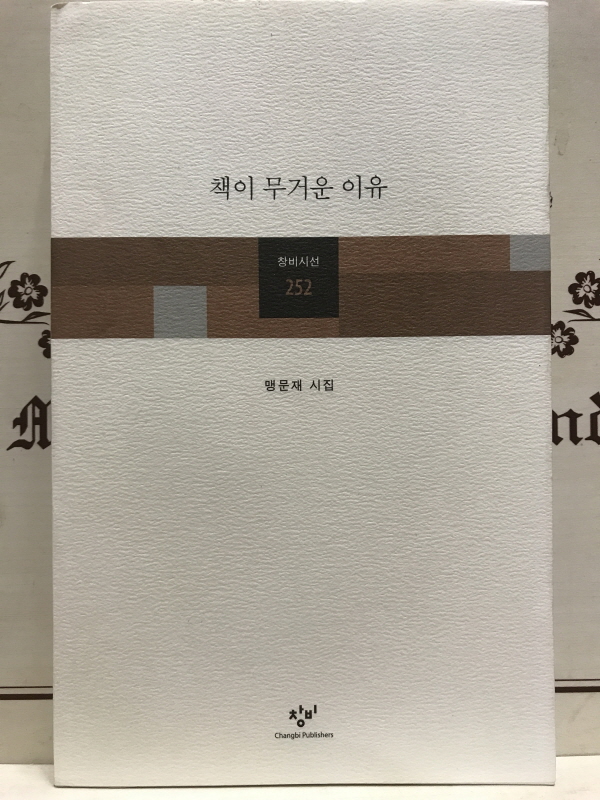 책이 무거운 이유
창비시선
252
맹문재 시집
창비
Changbi Publishers